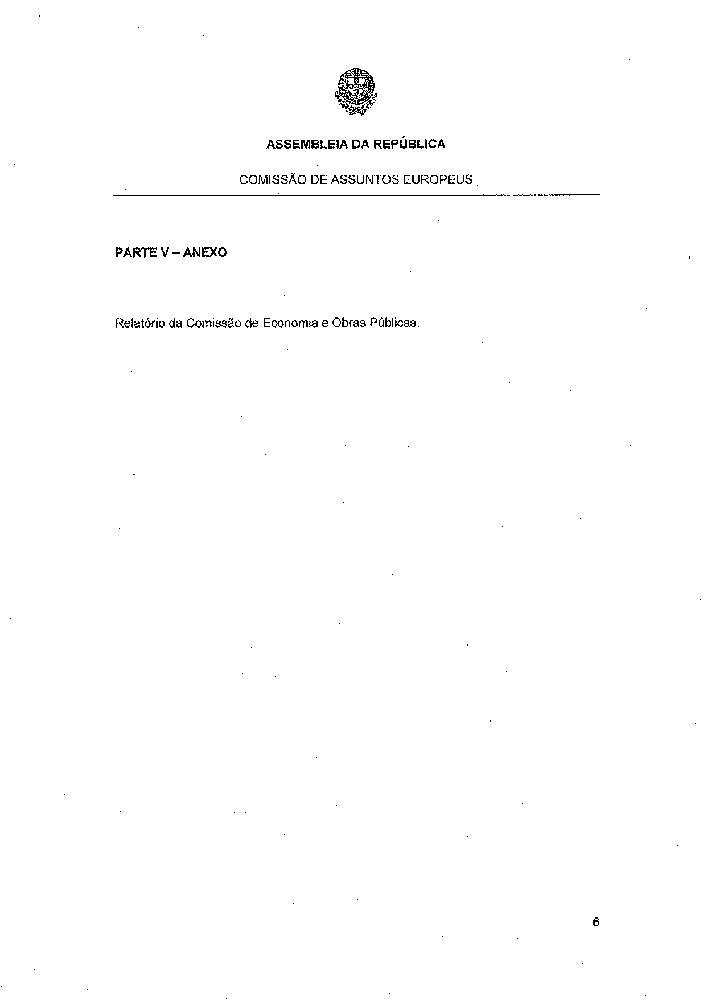 ASSEMBLEIA DA REPÚBLICA
COMISSÃO DE ASSUNTOS EUROPEUS
PARTE V – ANEXO
Relatório da Comissão de Economia e Obras Públicas.
6